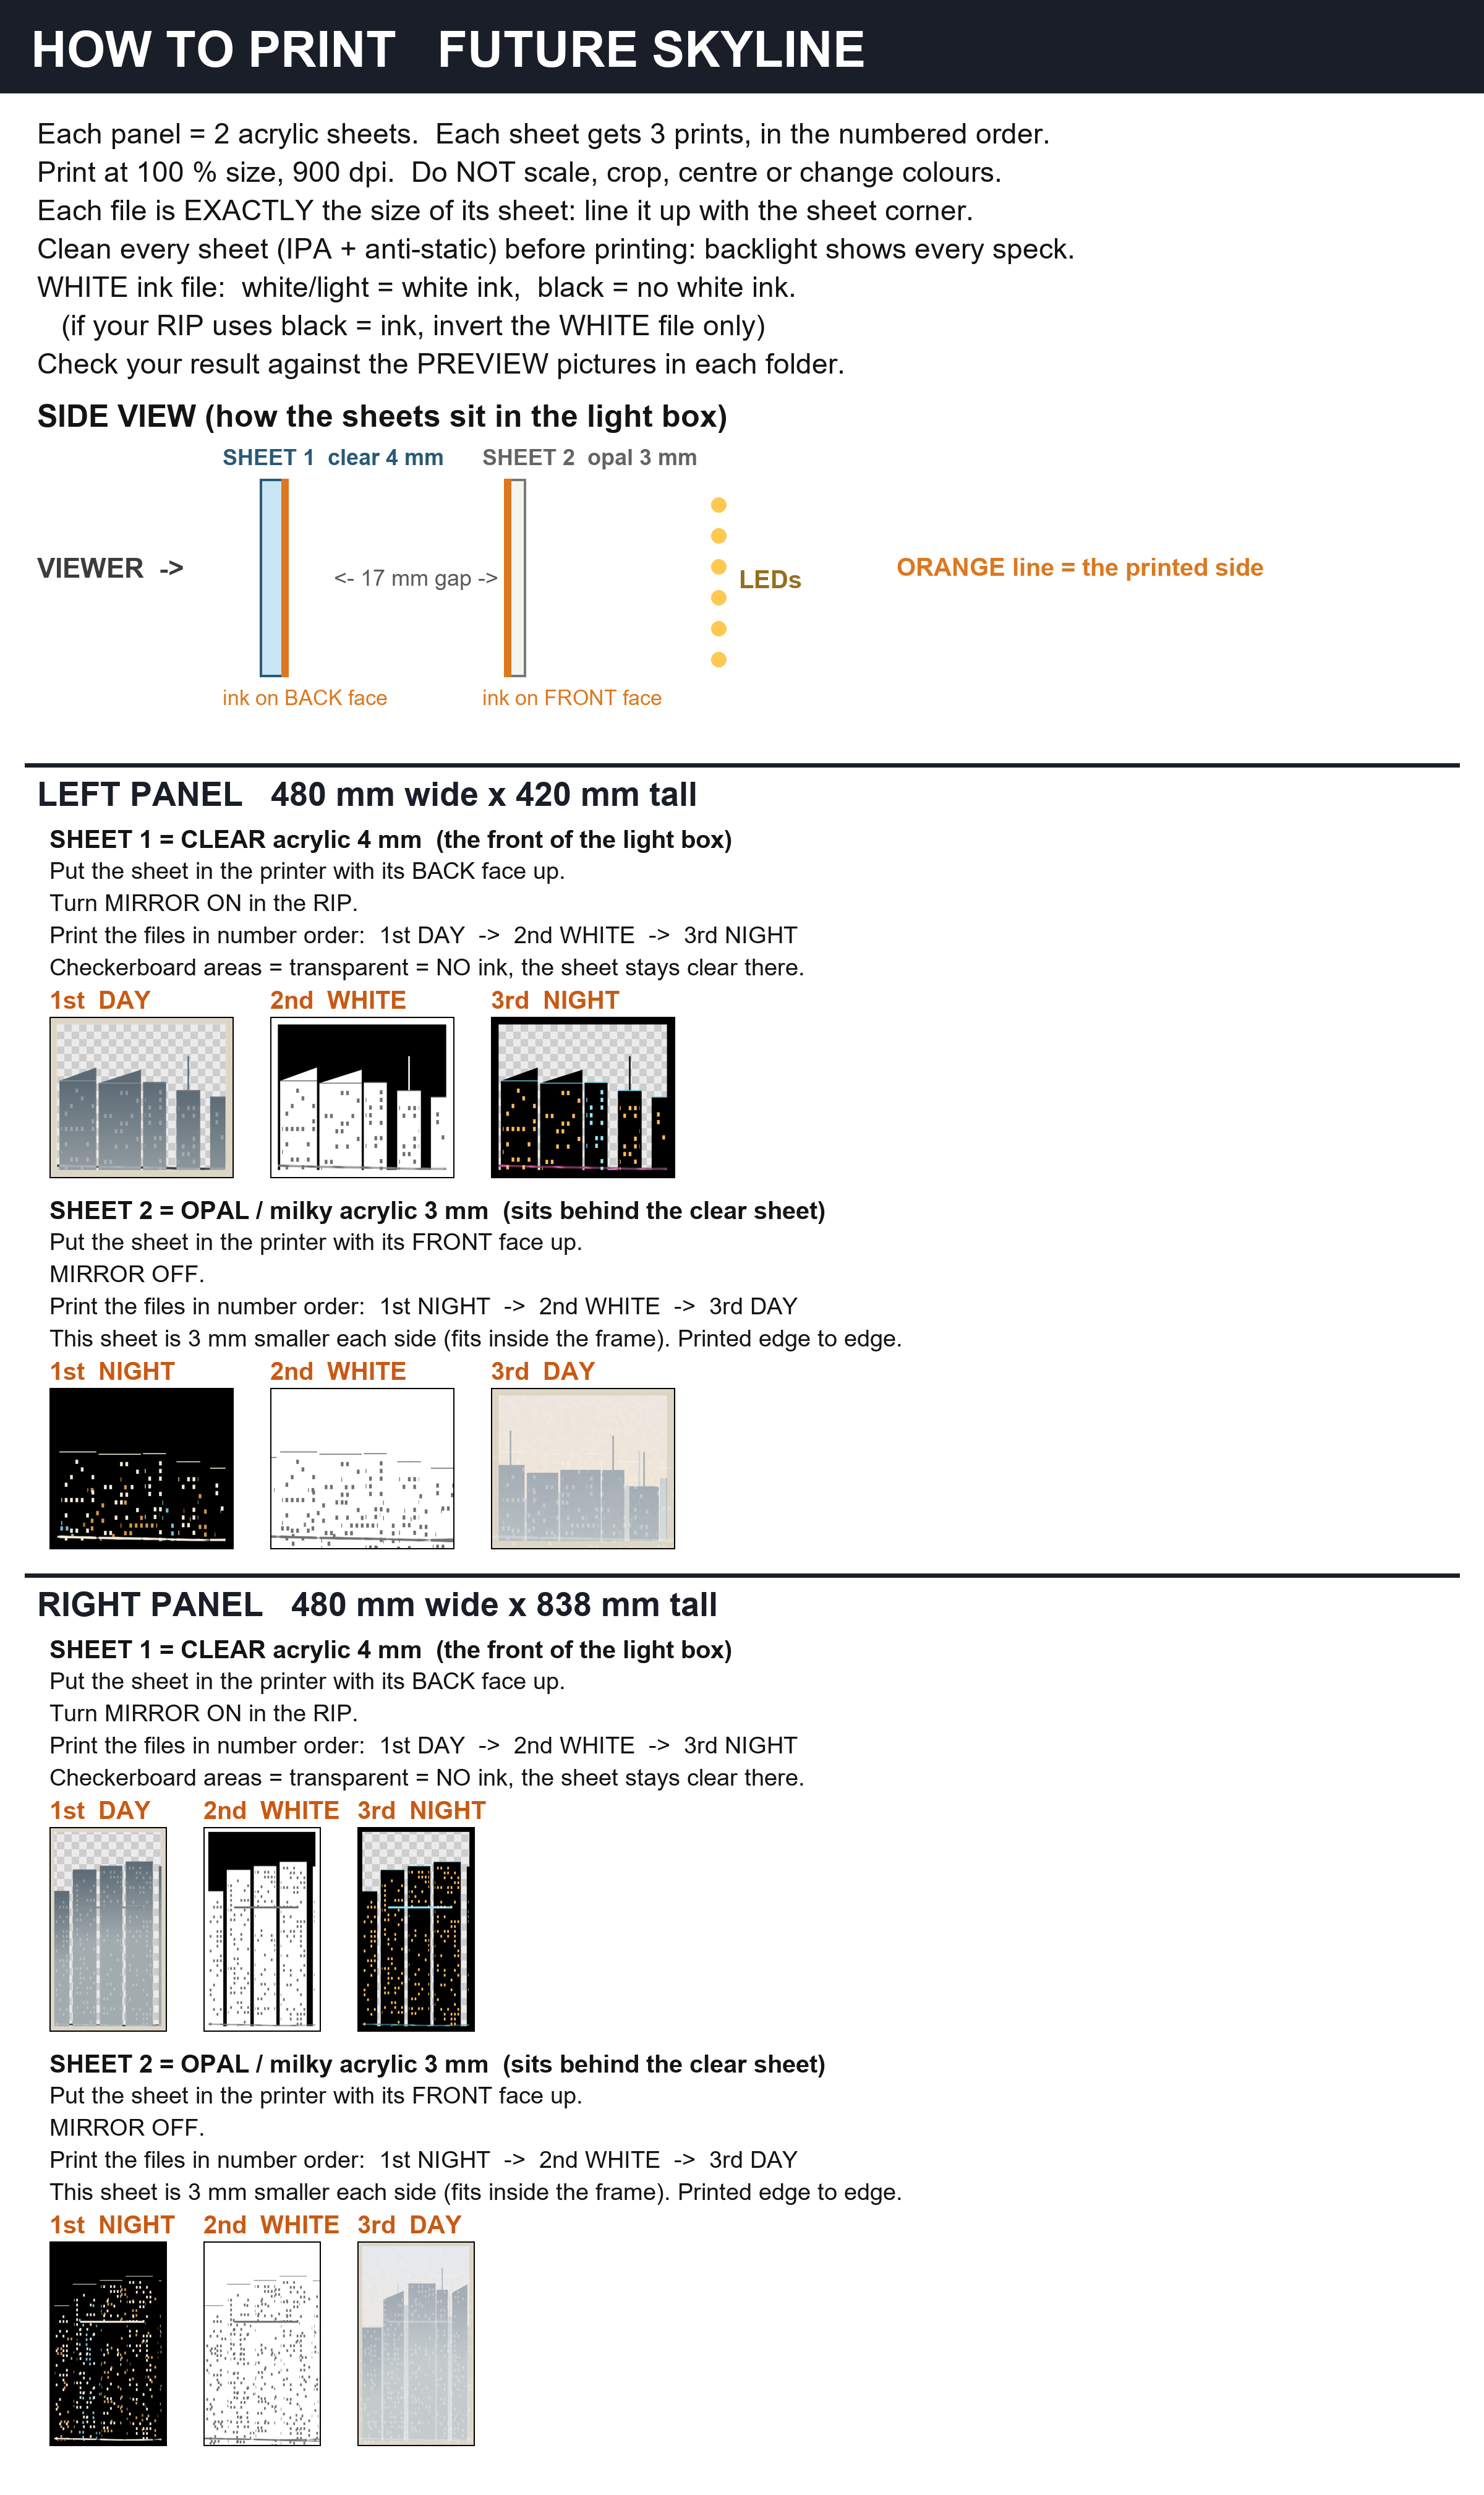 HOW TO PRINT   FUTURE SKYLINE
Each panel = 2 acrylic sheets.  Each sheet gets 3 prints, in the numbered order.
Print at 100 % size, 900 dpi.  Do NOT scale, crop, centre or change colours.
Each file is EXACTLY the size of its sheet: line it up with the sheet corner.
Clean every sheet (IPA + anti-static) before printing: backlight shows every speck.
WHITE ink file:  white/light = white ink,  black = no white ink.
(if your RIP uses black = ink, invert the WHITE file only)
Check your result against the PREVIEW pictures in each folder.
SIDE VIEW (how the sheets sit in the light box)
SHEET 1  clear 4 mm
SHEET 2  opal 3 mm
VIEWER  ->
<- 17 mm gap ->
LEDs
ORANGE line = the printed side
ink on BACK face
ink on FRONT face
LEFT PANEL   480 mm wide x 420 mm tall
SHEET 1 = CLEAR acrylic 4 mm  (the front of the light box)
Put the sheet in the printer with its BACK face up.
Turn MIRROR ON in the RIP.
Print the files in number order:  1st DAY  ->  2nd WHITE  ->  3rd NIGHT
Checkerboard areas = transparent = NO ink, the sheet stays clear there.
1st  DAY
2nd  WHITE
3rd  NIGHT
SHEET 2 = OPAL / milky acrylic 3 mm  (sits behind the clear sheet)
Put the sheet in the printer with its FRONT face up.
MIRROR OFF.
Print the files in number order:  1st NIGHT  ->  2nd WHITE  ->  3rd DAY
This sheet is 3 mm smaller each side (fits inside the frame). Printed edge to edge.
1st  NIGHT
2nd  WHITE
3rd  DAY
RIGHT PANEL   480 mm wide x 838 mm tall
SHEET 1 = CLEAR acrylic 4 mm  (the front of the light box)
Put the sheet in the printer with its BACK face up.
Turn MIRROR ON in the RIP.
Print the files in number order:  1st DAY  ->  2nd WHITE  ->  3rd NIGHT
Checkerboard areas = transparent = NO ink, the sheet stays clear there.
1st  DAY
2nd  WHITE
3rd  NIGHT
SHEET 2 = OPAL / milky acrylic 3 mm  (sits behind the clear sheet)
Put the sheet in the printer with its FRONT face up.
MIRROR OFF.
Print the files in number order:  1st NIGHT  ->  2nd WHITE  ->  3rd DAY
This sheet is 3 mm smaller each side (fits inside the frame). Printed edge to edge.
1st  NIGHT
2nd  WHITE
3rd  DAY